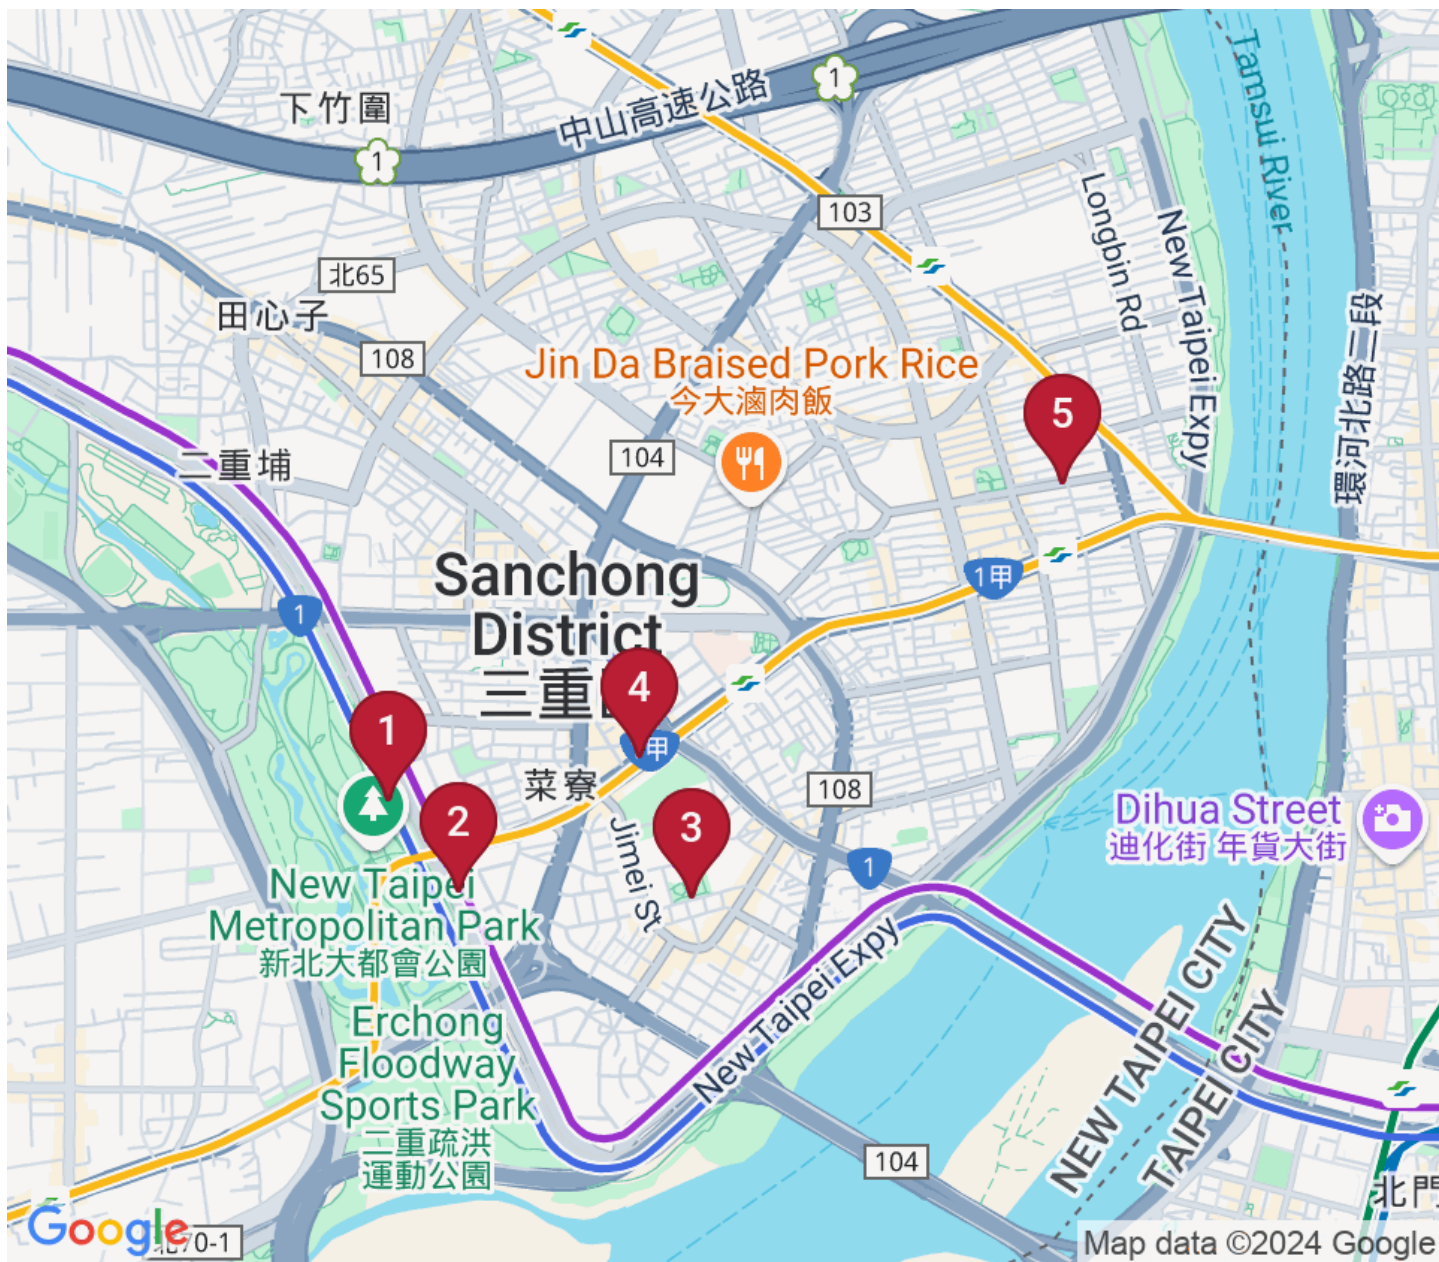 下竹圍
1
中山高速公路
1
Tamsui River
103
Longbin Rd
New Taipei Expy
北65
田心子
108
Jin Da Braised Pork Rice
今大滷肉飯
5
環河北路二段
104
二重埔
Sanchong
District
三重
1甲
1
4
甲
1
菜寮
2
3
Jimei St
108
1
Dihua Street
迪化街 年貨大街
New Taipei
Metropolitan Park
新北大都會公園
New Taipei Expy
NEW TAIPEI CITY
TAIPEI CITY
Erchong
Floodway
Sports Park
二重疏洪
運動公園
104
北門
Google
北70-1
Map data ©2024 Google